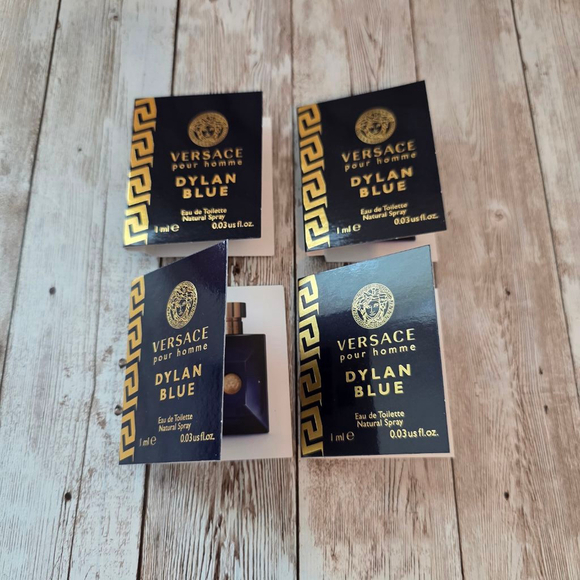 VERSACE
pour homme
DYLAN
BLUE
Eau de Toilette
Natural Spray
1 ml e 0.03 us fl.oz.
VERSACE
pour homme
DYLAN
BLUE
Eau de Toilette
Natural Spray
1 ml e 0.03 us fl.oz.
VERSACE
pour homme
DYLAN
BLUE
Eau de Toilette
Natural Spray
1 ml e 0.03 us fl.oz.
VERSACE
pour homme
DYLAN
BLUE
Eau de Toilette
Natural Spray
1 ml e 0.03 us fl.oz.